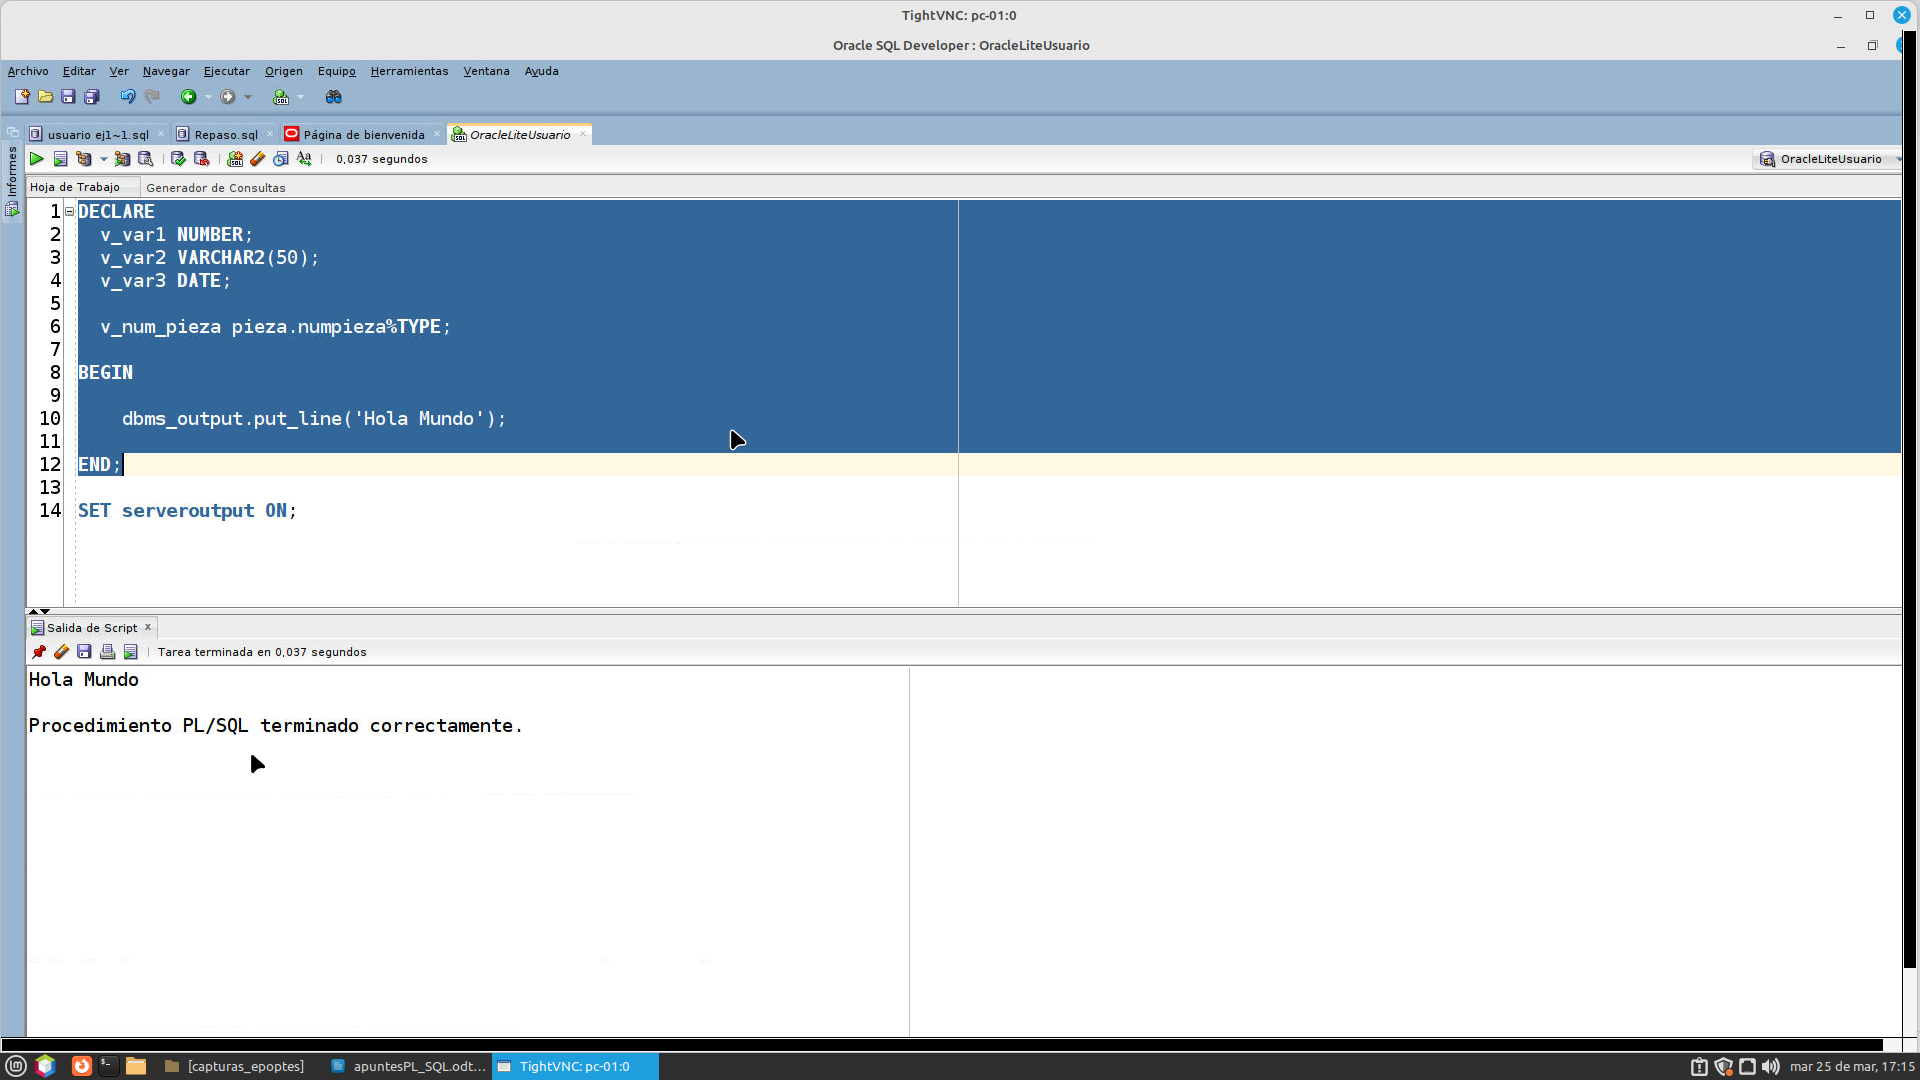 TightVNC: pc-01:0
Oracle SQL Developer : OracleLiteUsuario
Archivo Editar Ver Navegar Ejecutar Origen Equipo Herramientas Ventana Ayuda
usuario ej1~1.sql Repaso.sql Página de bienvenida OracleLiteUsuario
0,037 segundos
OracleLiteUsuario
Informes
Hoja de Trabajo Generador de Consultas
1 DECLARE
2 v_var1 NUMBER;
3 v_var2 VARCHAR2(50);
4 v_var3 DATE;
5
6 v_num_pieza pieza.numpieza%TYPE;
7
8 BEGIN
9
10 dbms_output.put_line('Hola Mundo');
11
12 END;
13
14 SET serveroutput ON;
Salida de Script
Tarea terminada en 0,037 segundos
Hola Mundo
Procedimiento PL/SQL terminado correctamente.
[capturas_epoptes] apuntesPL_SQL.odt... TightVNC: pc-01:0 mar 25 de mar, 17:15